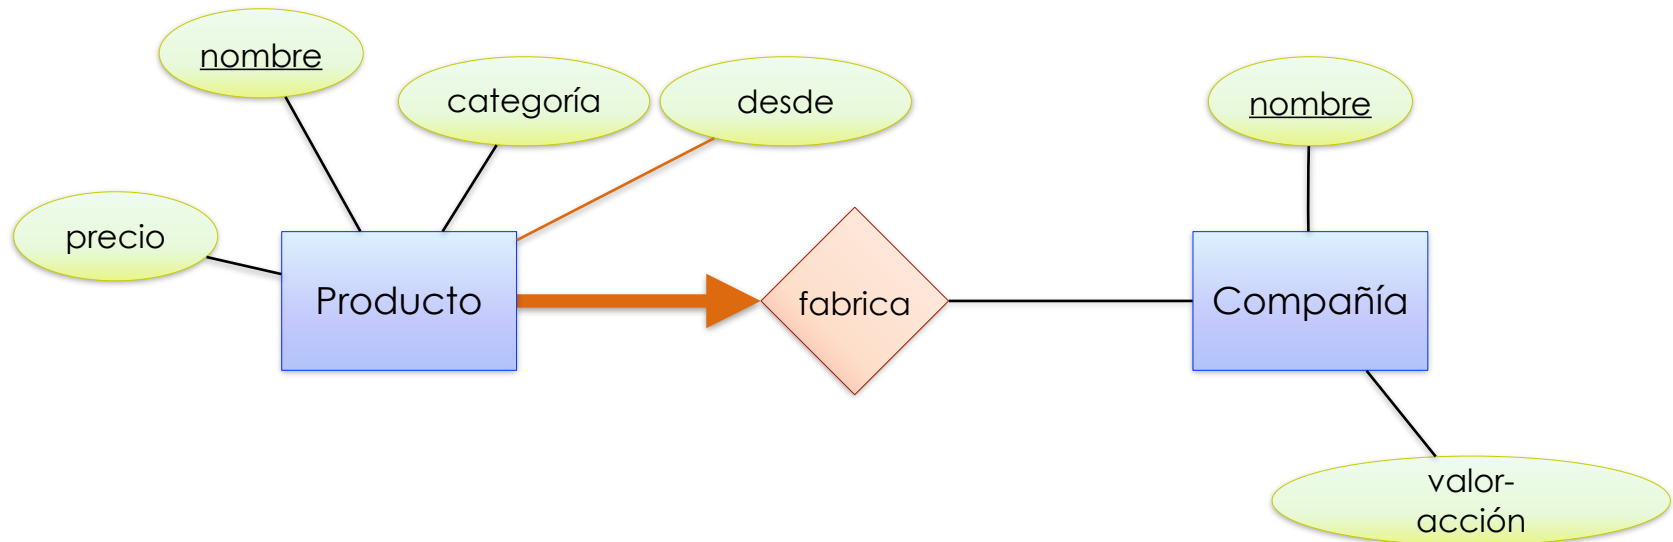 nombre
categoría
desde
nombre
precio
Producto
fabrica
Compañía
valor-
acción